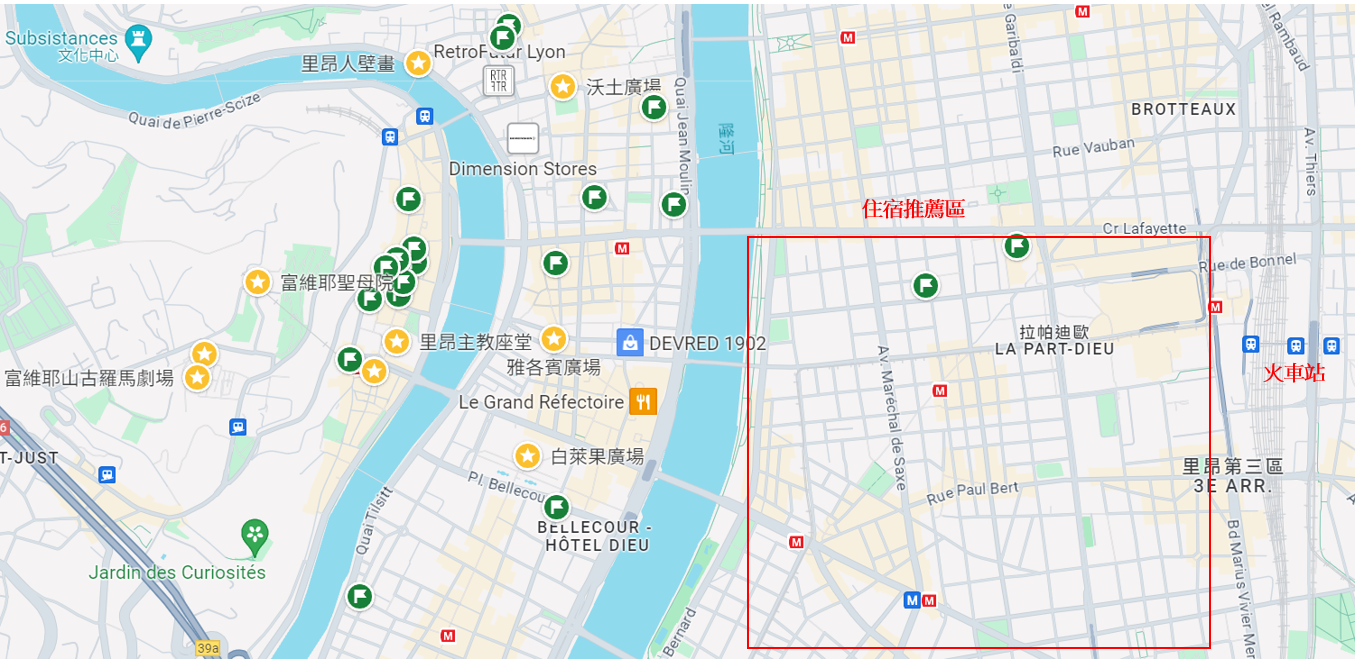 Subsistances
文化中心
RetroFutur Lyon
里昂人壁畫
RTR
FTR
沃土廣場
Quai de Pierre-Scize
Quai Jean Moulin
隆河
e Garibaldi
el Rambaud
BROTTEAUX
Rue Vauban
Av. Thiers
Dimension Stores
住宿推薦區
Cr Lafayette
Rue de Bonnel
富維耶聖母院
里昂主教座堂
雅各賓廣場
DEVRED 1902
拉帕迪歐
LA PART-DIEU
火車站
富維耶山古羅馬劇場
Le Grand Réfectoire
Av. Maréchal de Saxe
6
T-JUST
白萊果廣場
Pl. Bellecou
里昂第三區
3E ARR.
Rue Paul Bert
Quai Tilsitt
BELLECOUR -
HÔTEL DIEU
Jardin des Curiosités
Bd Marius Vivier Mer
Bernard
39a
M
M
M
M
M
M
M
M
M
M